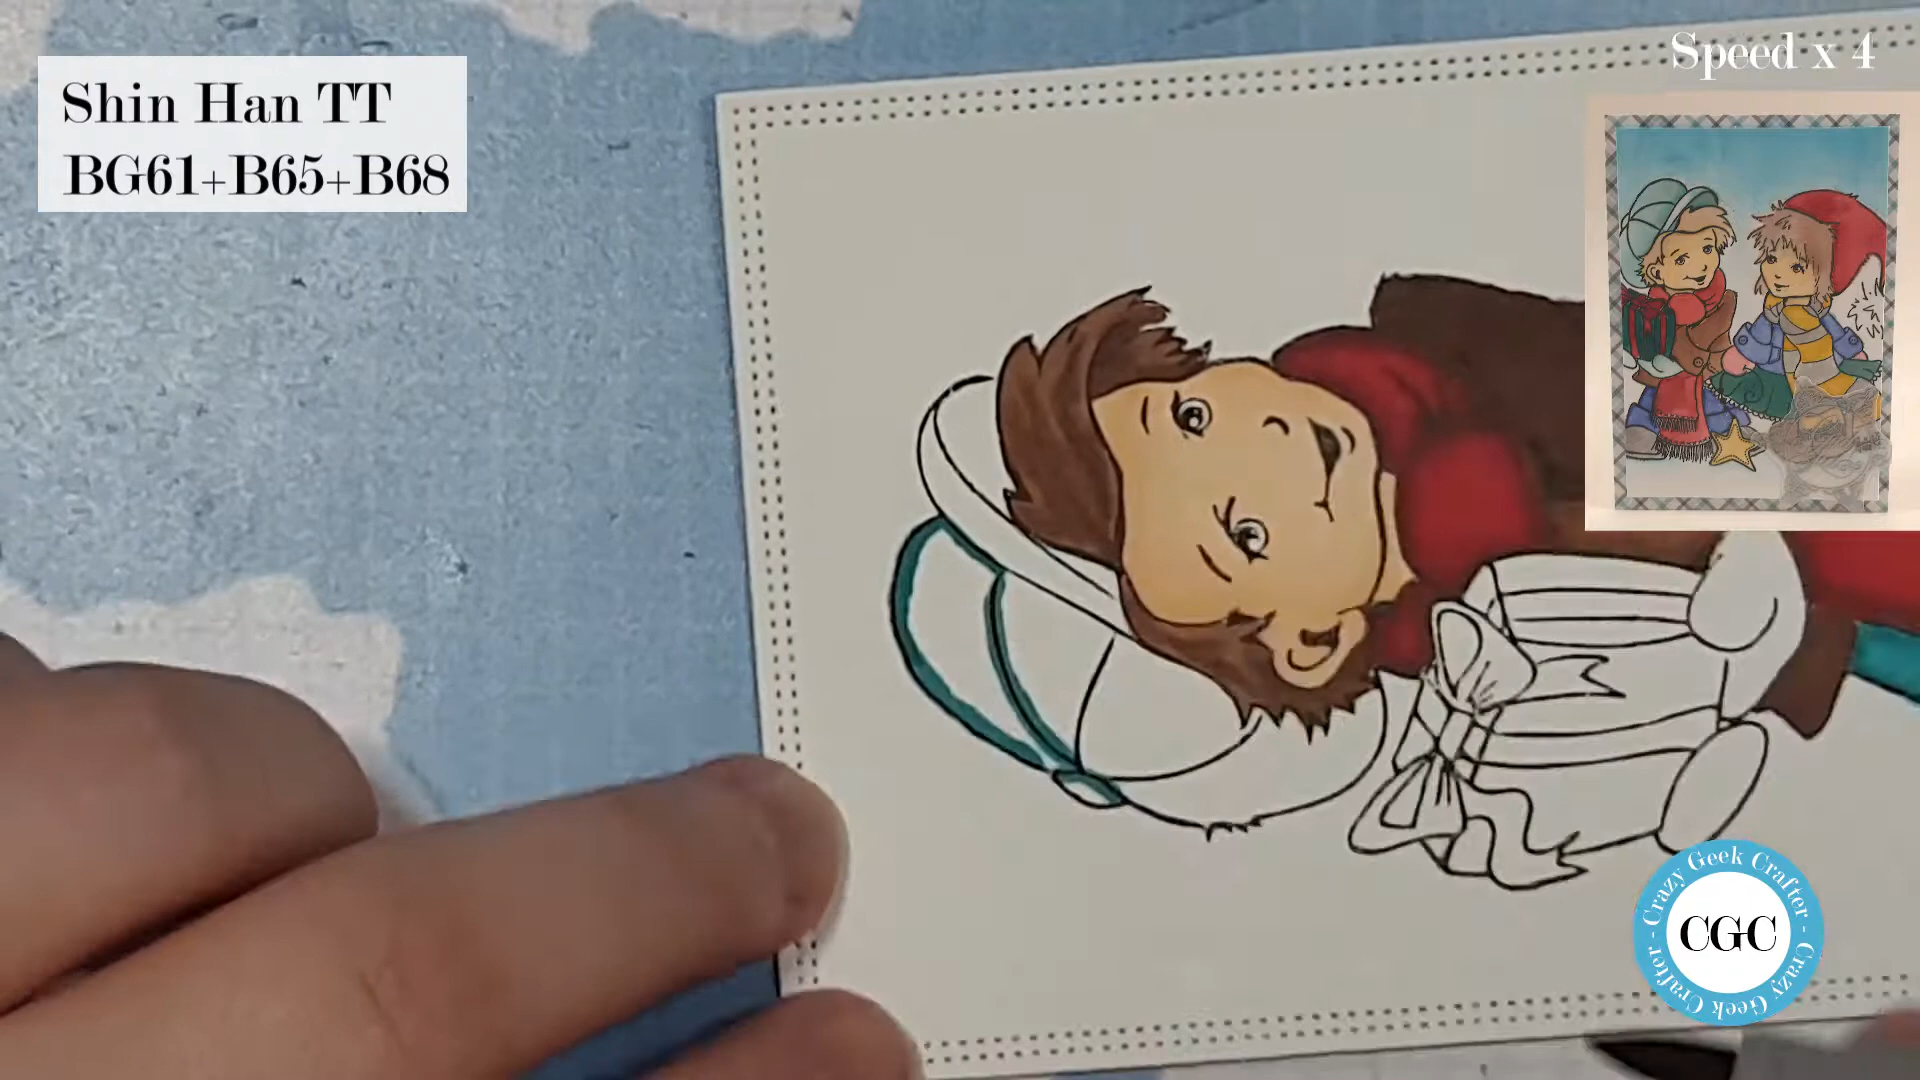 Shin Han TT
BG61+B65+B68
Speed x 4
Crazy Geek Crafter - Crazy Geek Crafter -
CGC